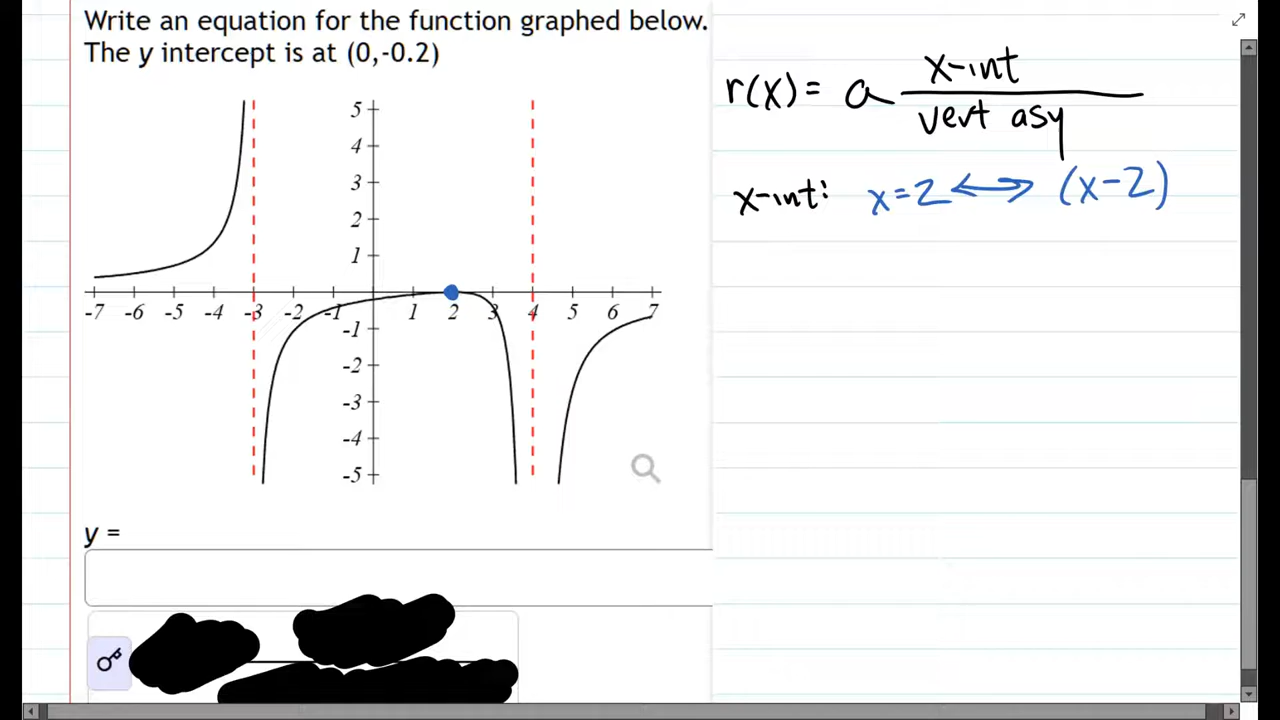 Write an equation for the function graphed below.
The y intercept is at (0,-0.2)
r(x) = a x-int
vert asy
x-int: x=2 ⟷ (x-2)
5
4
3
2
1
-7 -6 -5 -4 -3 -2 -1 1 2 3 4 5 6 7
-1
-2
-3
-4
-5
y =